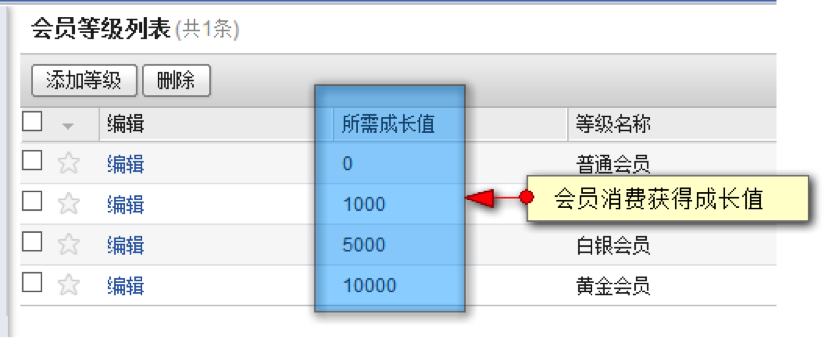 会员等级列表(共1条)
添加等级 删除
编辑 所需成长值 等级名称
编辑 0 普通会员
会员消费获得成长值
编辑 1000
编辑 5000 白银会员
编辑 10000 黄金会员